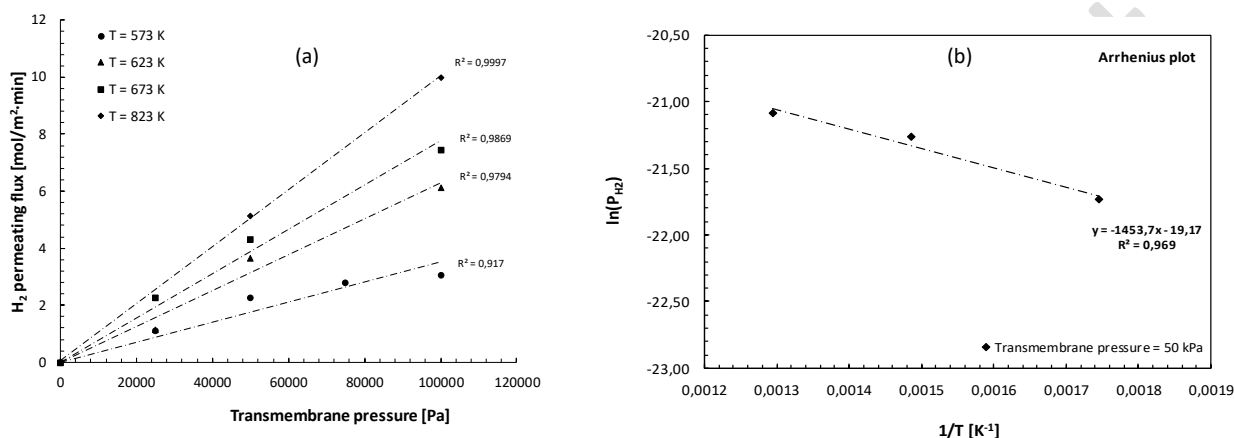 (a)
T = 573 K
T = 623 K
T = 673 K
T = 823 K
R² = 0,9997
R² = 0,9869
R² = 0,9794
R² = 0,917
12
10
8
6
4
2
0
H₂ permeating flux [mol/m²·min]
0 20000 40000 60000 80000 100000 120000
Transmembrane pressure [Pa]
(b)
Arrhenius plot
-20,50
-21,00
-21,50
-22,00
-22,50
-23,00
ln(P_H2)
y = -1453,7x - 19,17
R² = 0,969
Transmembrane pressure = 50 kPa
0,0012 0,0013 0,0014 0,0015 0,0016 0,0017 0,0018 0,0019
1/T [K⁻¹]